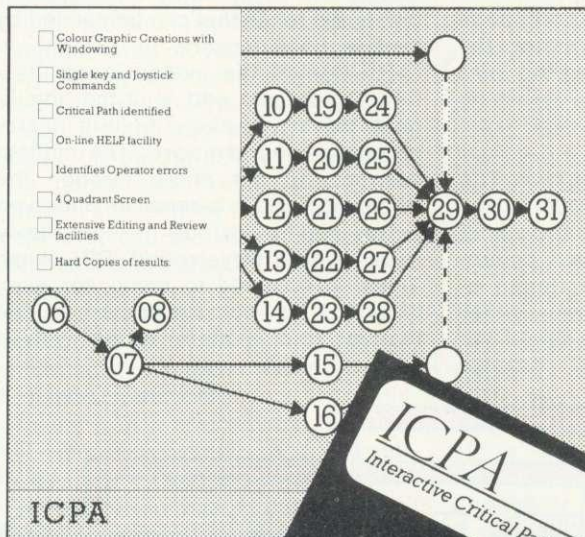 Colour Graphic Creations with
Windowing
Single key and Joystick
Commands
Critical Path identified
On-line HELP facility
Identifies Operator errors
4 Quadrant Screen
Extensive Editing and Review
facilities
Hard Copies of results
10 19 24
11 20 25
12 21 26 29 30 31
13 22 27
14 23 28
06 08
07 15
16
ICPA
Interactive Critical
ICPA